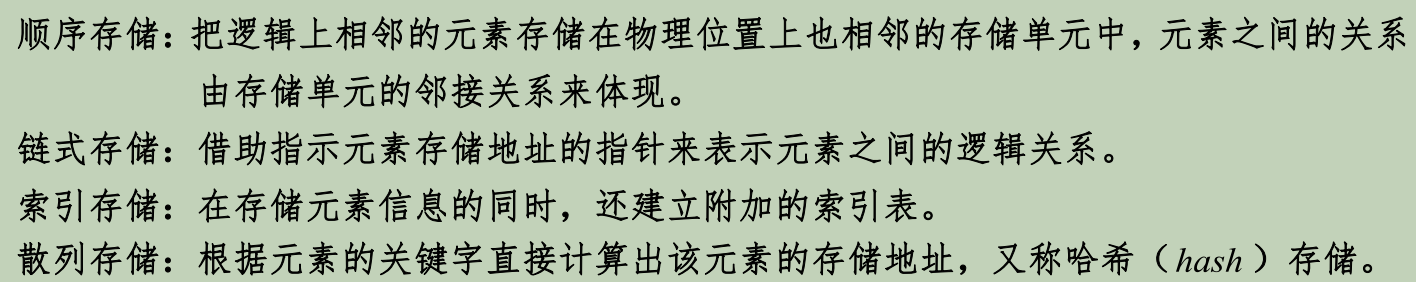 顺序存储：把逻辑上相邻的元素存储在物理位置上也相邻的存储单元中，元素之间的关系
由存储单元的邻接关系来体现。
链式存储：借助指示元素存储地址的指针来表示元素之间的逻辑关系。
索引存储：在存储元素信息的同时，还建立附加的索引表。
散列存储：根据元素的关键字直接计算出该元素的存储地址，又称哈希（hash）存储。